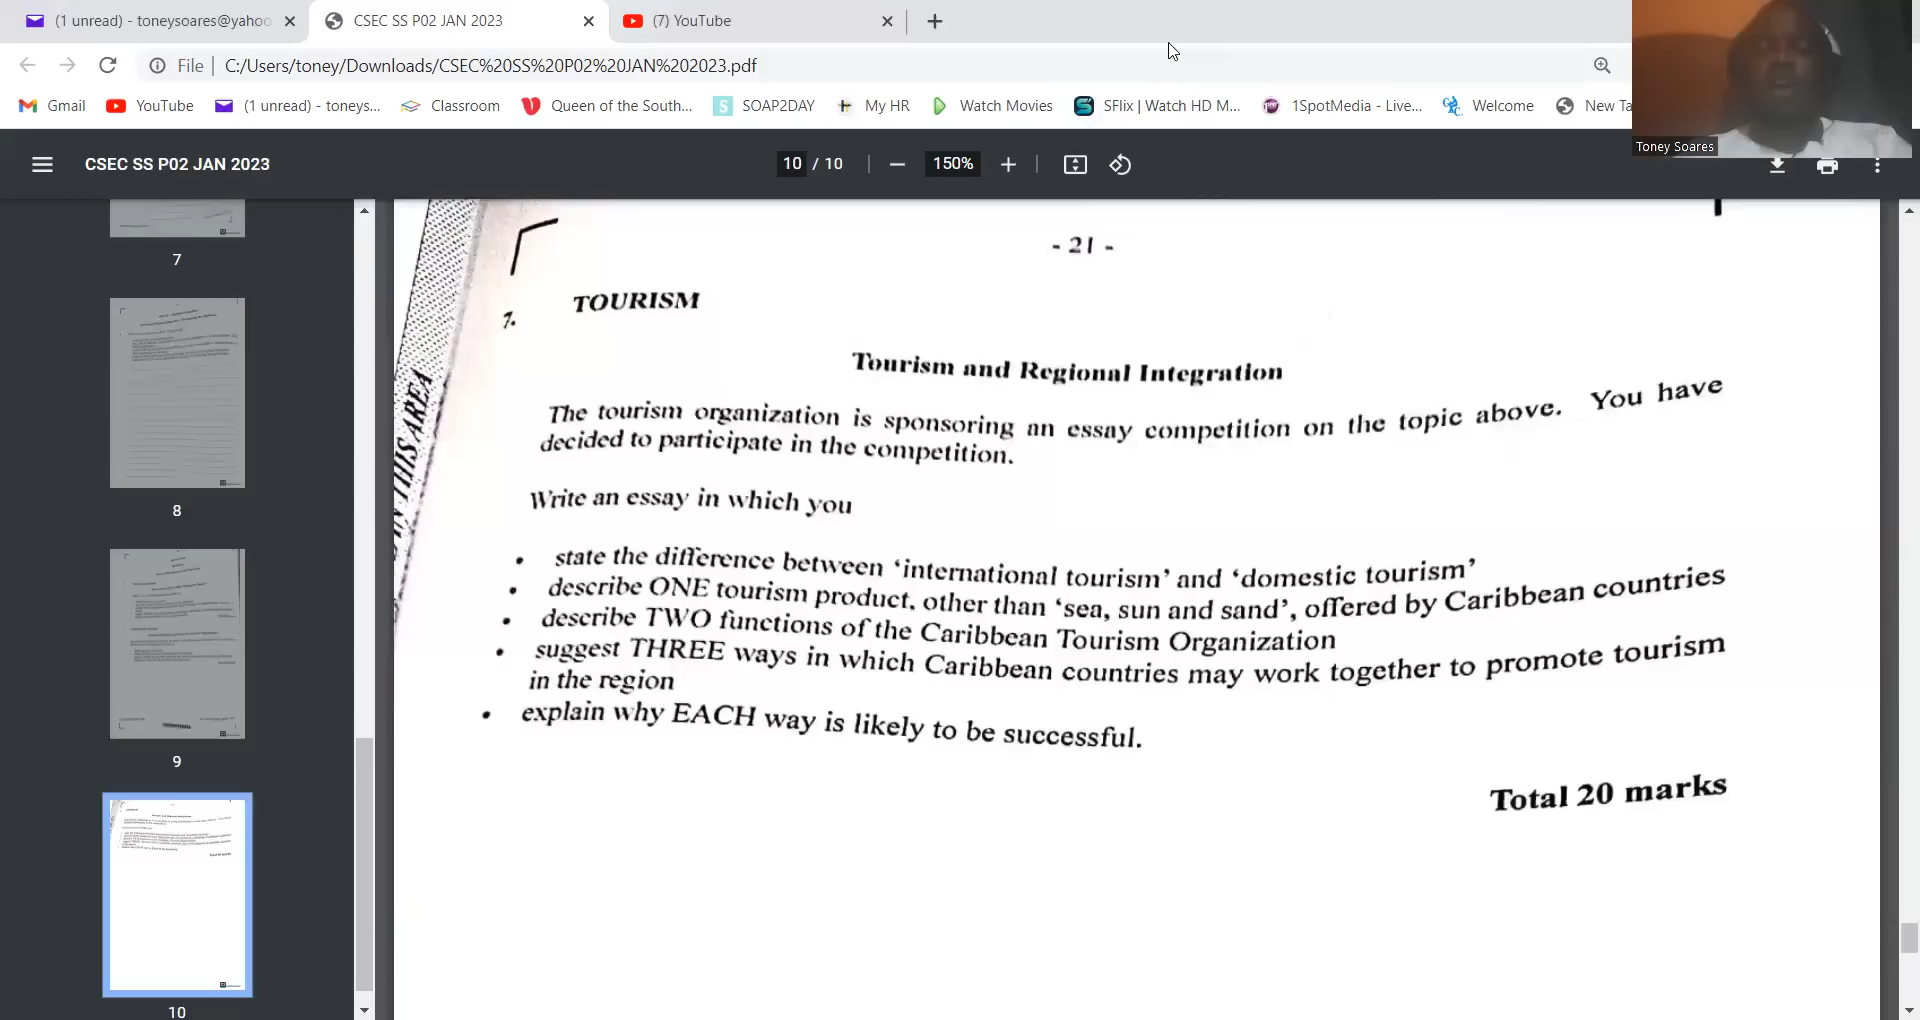 (1 unread) - toneysoares@yahoo
CSEC SS P02 JAN 2023
(7) YouTube
File
C:/Users/toney/Downloads/CSEC%20SS%20P02%20JAN%202023.pdf
Gmail
YouTube
(1 unread) - toneys...
Classroom
Queen of the South...
SOAP2DAY
My HR
Watch Movies
SFlix | Watch HD M...
1SpotMedia - Live...
Welcome
New Ta
Toney Soares
CSEC SS P02 JAN 2023
10 / 10
150%
7
8
9
10
- 21 -
7.
TOURISM
Tourism and Regional Integration
The tourism organization is sponsoring an essay competition on the topic above. You have
decided to participate in the competition.
Write an essay in which you
• state the difference between ‘international tourism’ and ‘domestic tourism’
• describe ONE tourism product, other than ‘sea, sun and sand’, offered by Caribbean countries
• describe TWO functions of the Caribbean Tourism Organization
• suggest THREE ways in which Caribbean countries may work together to promote tourism
in the region
• explain why EACH way is likely to be successful.
Total 20 marks
THIS AREA